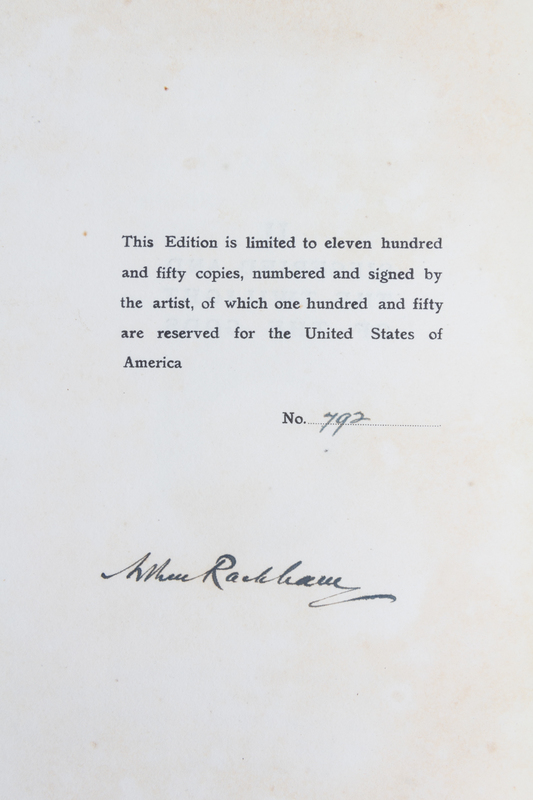 This Edition is limited to eleven hundred
and fifty copies, numbered and signed by
the artist, of which one hundred and fifty
are reserved for the United States of
America
No. 792
Arthur Rackham